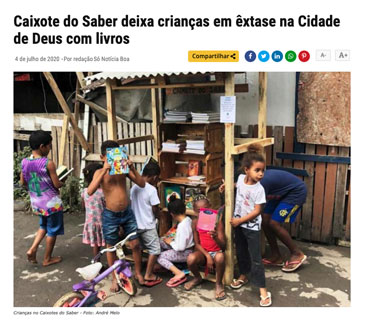 Caixote do Saber deixa crianças em êxtase na Cidade
de Deus com livros
4 de julho de 2020 • Por redação Só Notícia Boa
Compartilhar
A-
A+
Crianças no Caixotes do Saber - Foto: André Melo